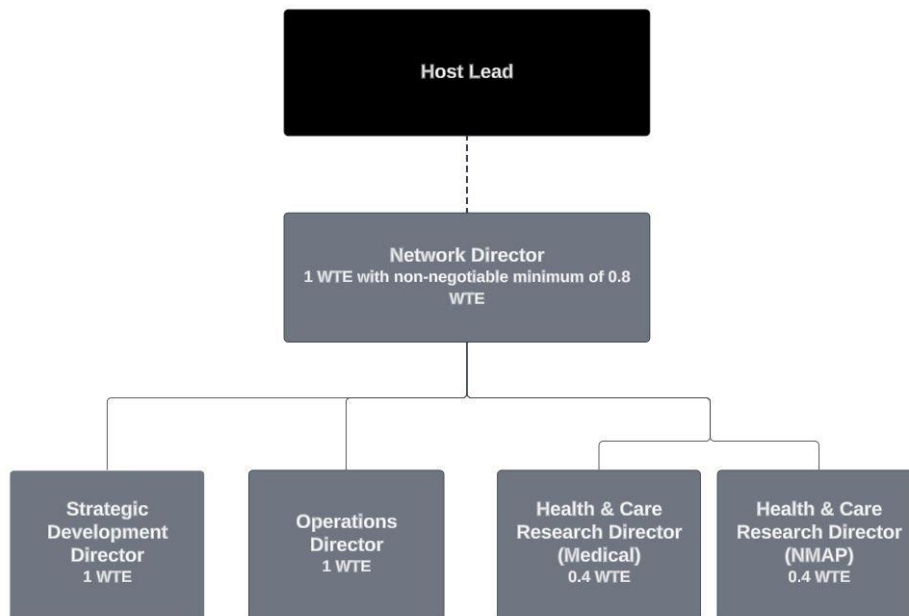 Host Lead
Network Director
1 WTE with non-negotiable minimum of 0.8
WTE
Strategic
Development
Director
1 WTE
Operations
Director
1 WTE
Health & Care
Research Director
(Medical)
0.4 WTE
Health & Care
Research Director
(NMAP)
0.4 WTE